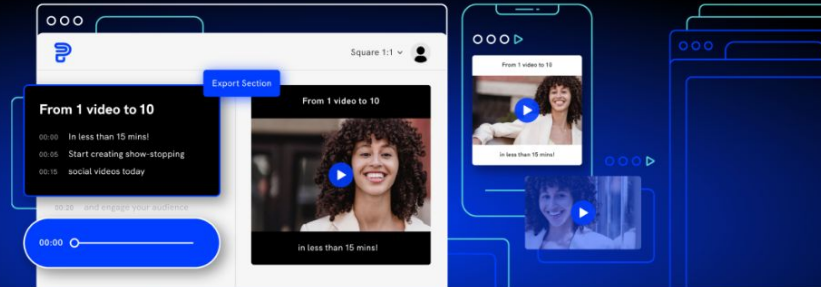 Square 1:1
Export Section
From 1 video to 10
00:00 In less than 15 mins!
00:05 Start creating show-stopping
00:15 social videos today
00:20 and engage your audience
00:00
From 1 video to 10
in less than 15 mins!
From 1 video to 10
in less than 15 mins!